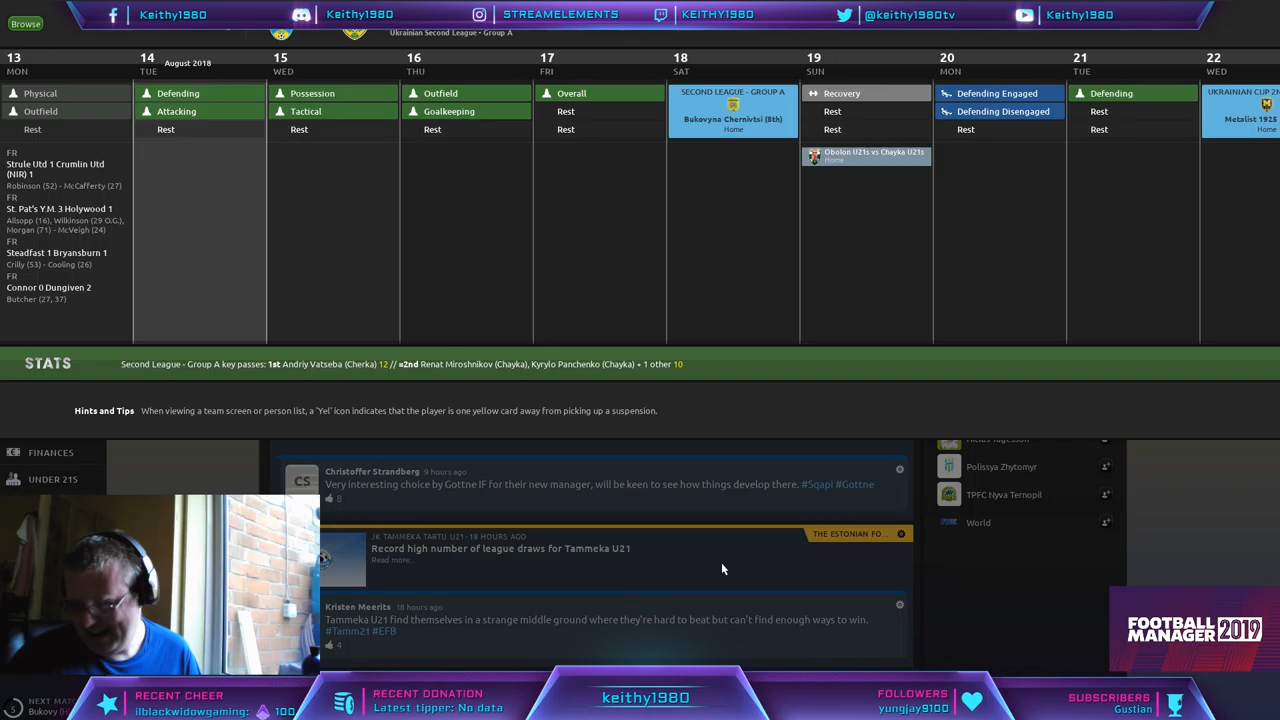 Browse
Keithy1980
Keithy1980
STREAMELEMENTS
KEITHY1980
@keithy1980tv
Keithy1980
Ukrainian Second League - Group A
13
MON
14
TUE
August 2018
15
WED
16
THU
17
FRI
18
SAT
19
SUN
20
MON
21
TUE
22
WED
Physical
Outfield
Rest
Defending
Attacking
Rest
Possession
Tactical
Rest
Outfield
Goalkeeping
Rest
Overall
Rest
Rest
SECOND LEAGUE - GROUP A
Bukovyna Chernivtsi (8th)
Home
Recovery
Rest
Rest
Obolon U21s vs Chayka U21s
Home
Defending Engaged
Defending Disengaged
Rest
Defending
Rest
Rest
UKRAINIAN CUP 2N
Metalist 1925
Home
FR
Strule Utd 1 Crumlin Utd
(NIR) 1
Robinson (52) - McCafferty (27)
FR
St. Pat's Y.M. 3 Holywood 1
Allsopp (16), Wilkinson (29 O.G.),
Morgan (71) - McVeigh (24)
FR
Steadfast 1 Bryansburn 1
Crilly (53) - Cooling (26)
FR
Connor 0 Dungiven 2
Butcher (27, 37)
STATS
Second League - Group A key passes: 1st Andriy Vatseba (Cherka) 12 // =2nd Renat Miroshnikov (Chayka), Kyrylo Panchenko (Chayka) + 1 other 10
Hints and Tips When viewing a team screen or person list, a 'Yel' icon indicates that the player is one yellow card away from picking up a suspension.
FINANCES
UNDER 215
CS
Christoffer Strandberg 9 hours ago
Very interesting choice by Gottne IF for their new manager, will be keen to see how things develop there. #Sqapi #Gottne
8
JK TAMMEKA TARTU U21- 18 HOURS AGO
THE ESTONIAN FO...
Record high number of league draws for Tammeka U21
Read more...
Kristen Meerits 18 hours ago
Tammeka U21 find themselves in a strange middle ground where they're hard to beat but can't find enough ways to win.
#Tamm21 #EFB
4
Polissya Zhytomyr
TPFC Nyva Ternopil
World
FOOTBALL
MANAGER 2019
NEXT MAT
Bukovy (H
RECENT CHEER
ilblackwidowgaming: 100
RECENT DONATION
Latest tipper: No data
keithy1980
FOLLOWERS
yungjay9100
SUBSCRIBERS
Gustian